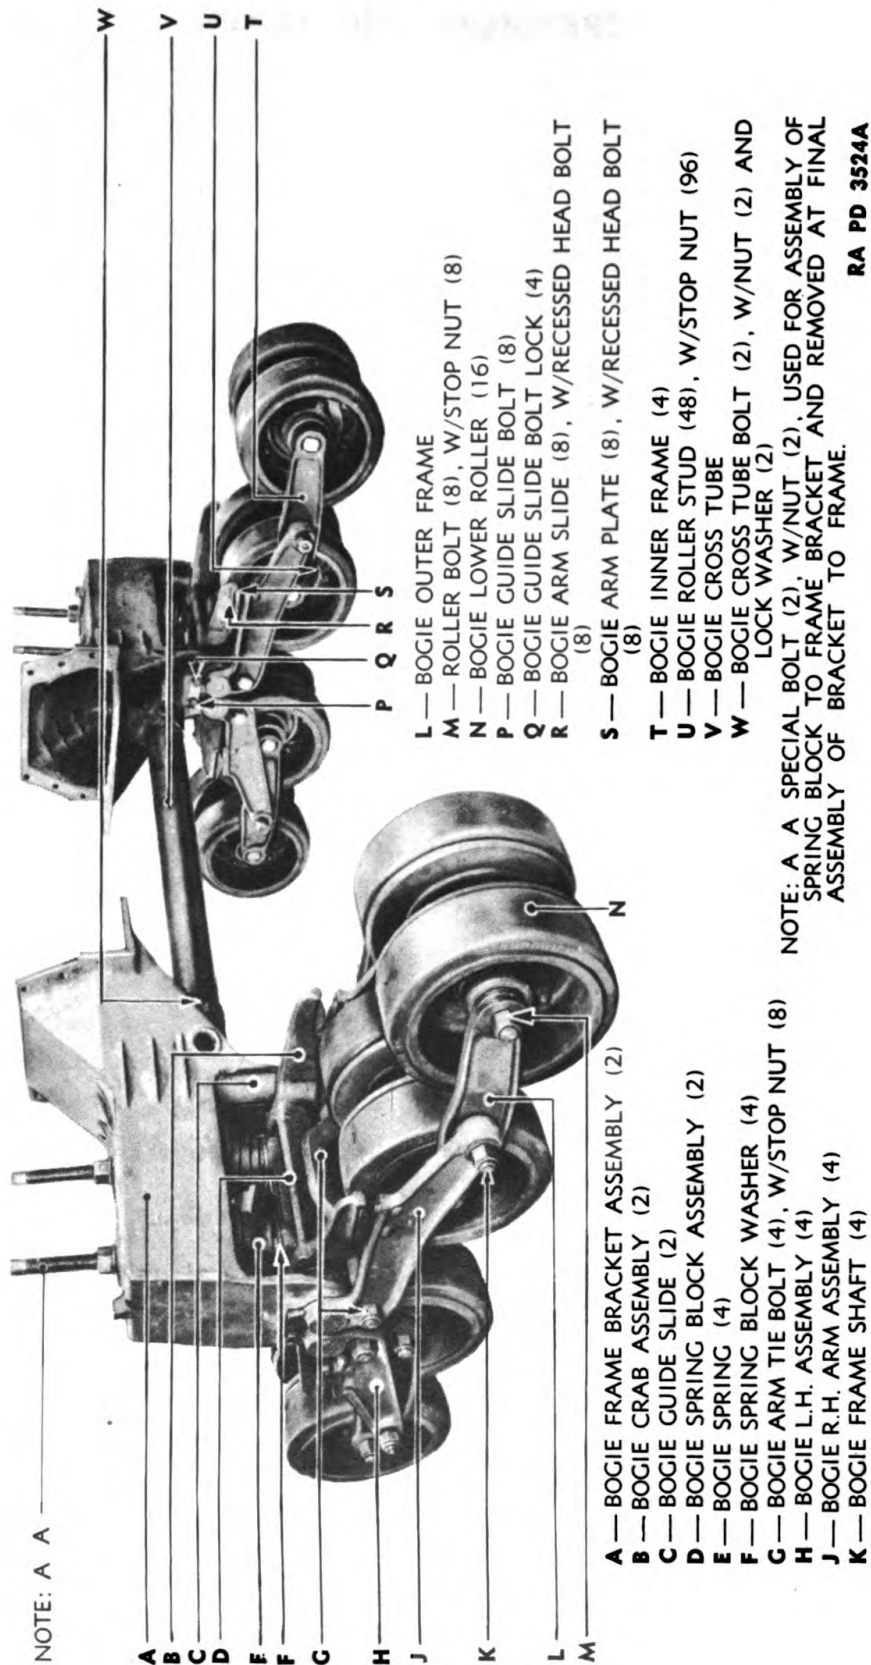 NOTE: A A
A
B
C
D
E
F
G
H
J
K
L
M
N
P
Q
R
S
T
U
V
W
A — BOGIE FRAME BRACKET ASSEMBLY (2)
B — BOGIE CRAB ASSEMBLY (2)
C — BOGIE GUIDE SLIDE (2)
D — BOGIE SPRING BLOCK ASSEMBLY (2)
E — BOGIE SPRING (4)
F — BOGIE SPRING BLOCK WASHER (4)
G — BOGIE ARM TIE BOLT (4), W/STOP NUT (8)
H — BOGIE L.H. ASSEMBLY (4)
J — BOGIE R.H. ARM ASSEMBLY (4)
K — BOGIE FRAME SHAFT (4)
L — BOGIE OUTER FRAME
M — ROLLER BOLT (8), W/STOP NUT (8)
N — BOGIE LOWER ROLLER (16)
P — BOGIE GUIDE SLIDE BOLT (8)
Q — BOGIE GUIDE SLIDE BOLT LOCK (4)
R — BOGIE ARM SLIDE (8), W/RECESSED HEAD BOLT
(8)
S — BOGIE ARM PLATE (8), W/RECESSED HEAD BOLT
(8)
T — BOGIE INNER FRAME (4)
U — BOGIE ROLLER STUD (48), W/STOP NUT (96)
V — BOGIE CROSS TUBE
W — BOGIE CROSS TUBE BOLT (2), W/NUT (2) AND
LOCK WASHER (2)
NOTE: A A SPECIAL BOLT (2), W/NUT (2), USED FOR ASSEMBLY OF
SPRING BLOCK TO FRAME BRACKET AND REMOVED AT FINAL
ASSEMBLY OF BRACKET TO FRAME.
RA PD 3524A